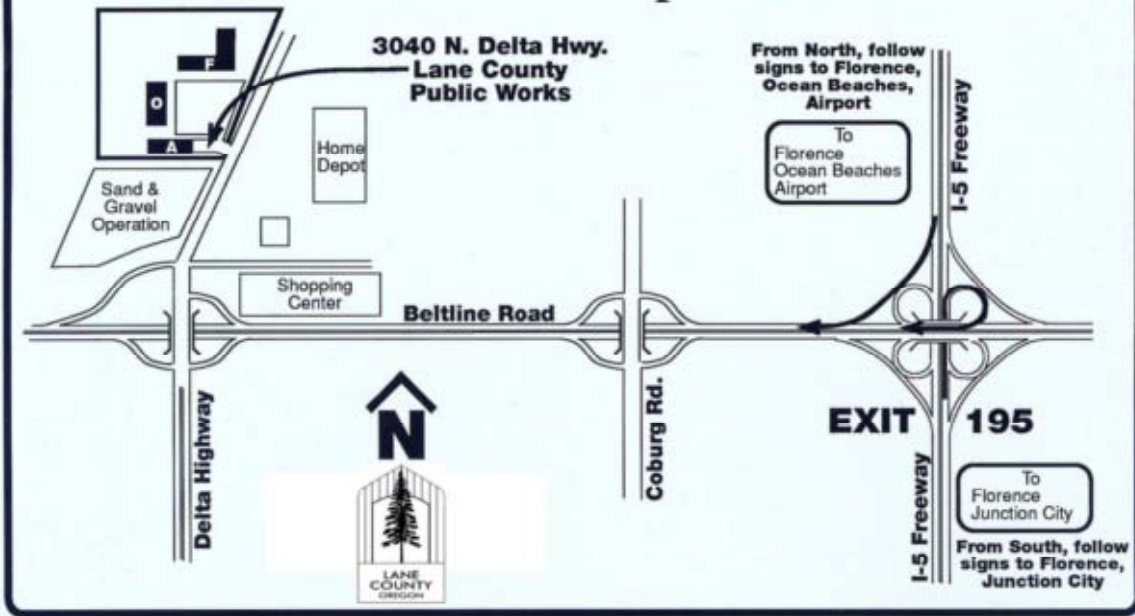 3040 N. Delta Hwy.
Lane County
Public Works
F
O
A
Sand &
Gravel
Operation
Home
Depot
Shopping
Center
Beltline Road
Delta Highway
N
LANE
COUNTY
OREGON
Coburg Rd.
From North, follow
signs to Florence,
Ocean Beaches,
Airport
To
Florence
Ocean Beaches
Airport
I-5 Freeway
EXIT 195
I-5 Freeway
To
Florence
Junction City
From South, follow
signs to Florence,
Junction City